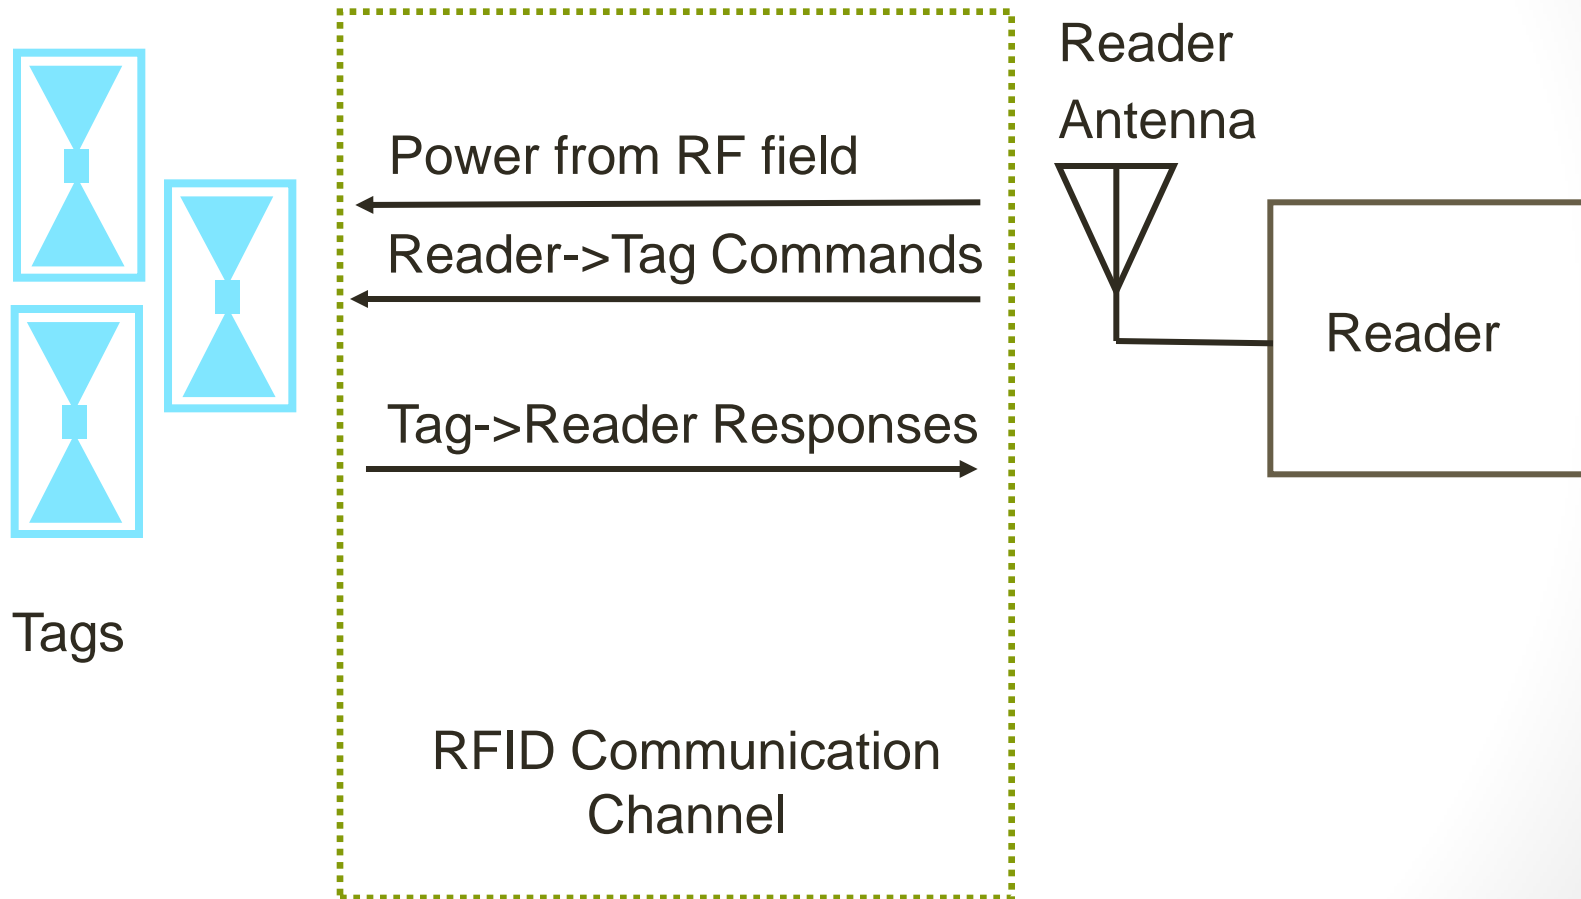 Reader
Antenna
Power from RF field
Reader->Tag Commands
Reader
Tag->Reader Responses
Tags
RFID Communication
Channel